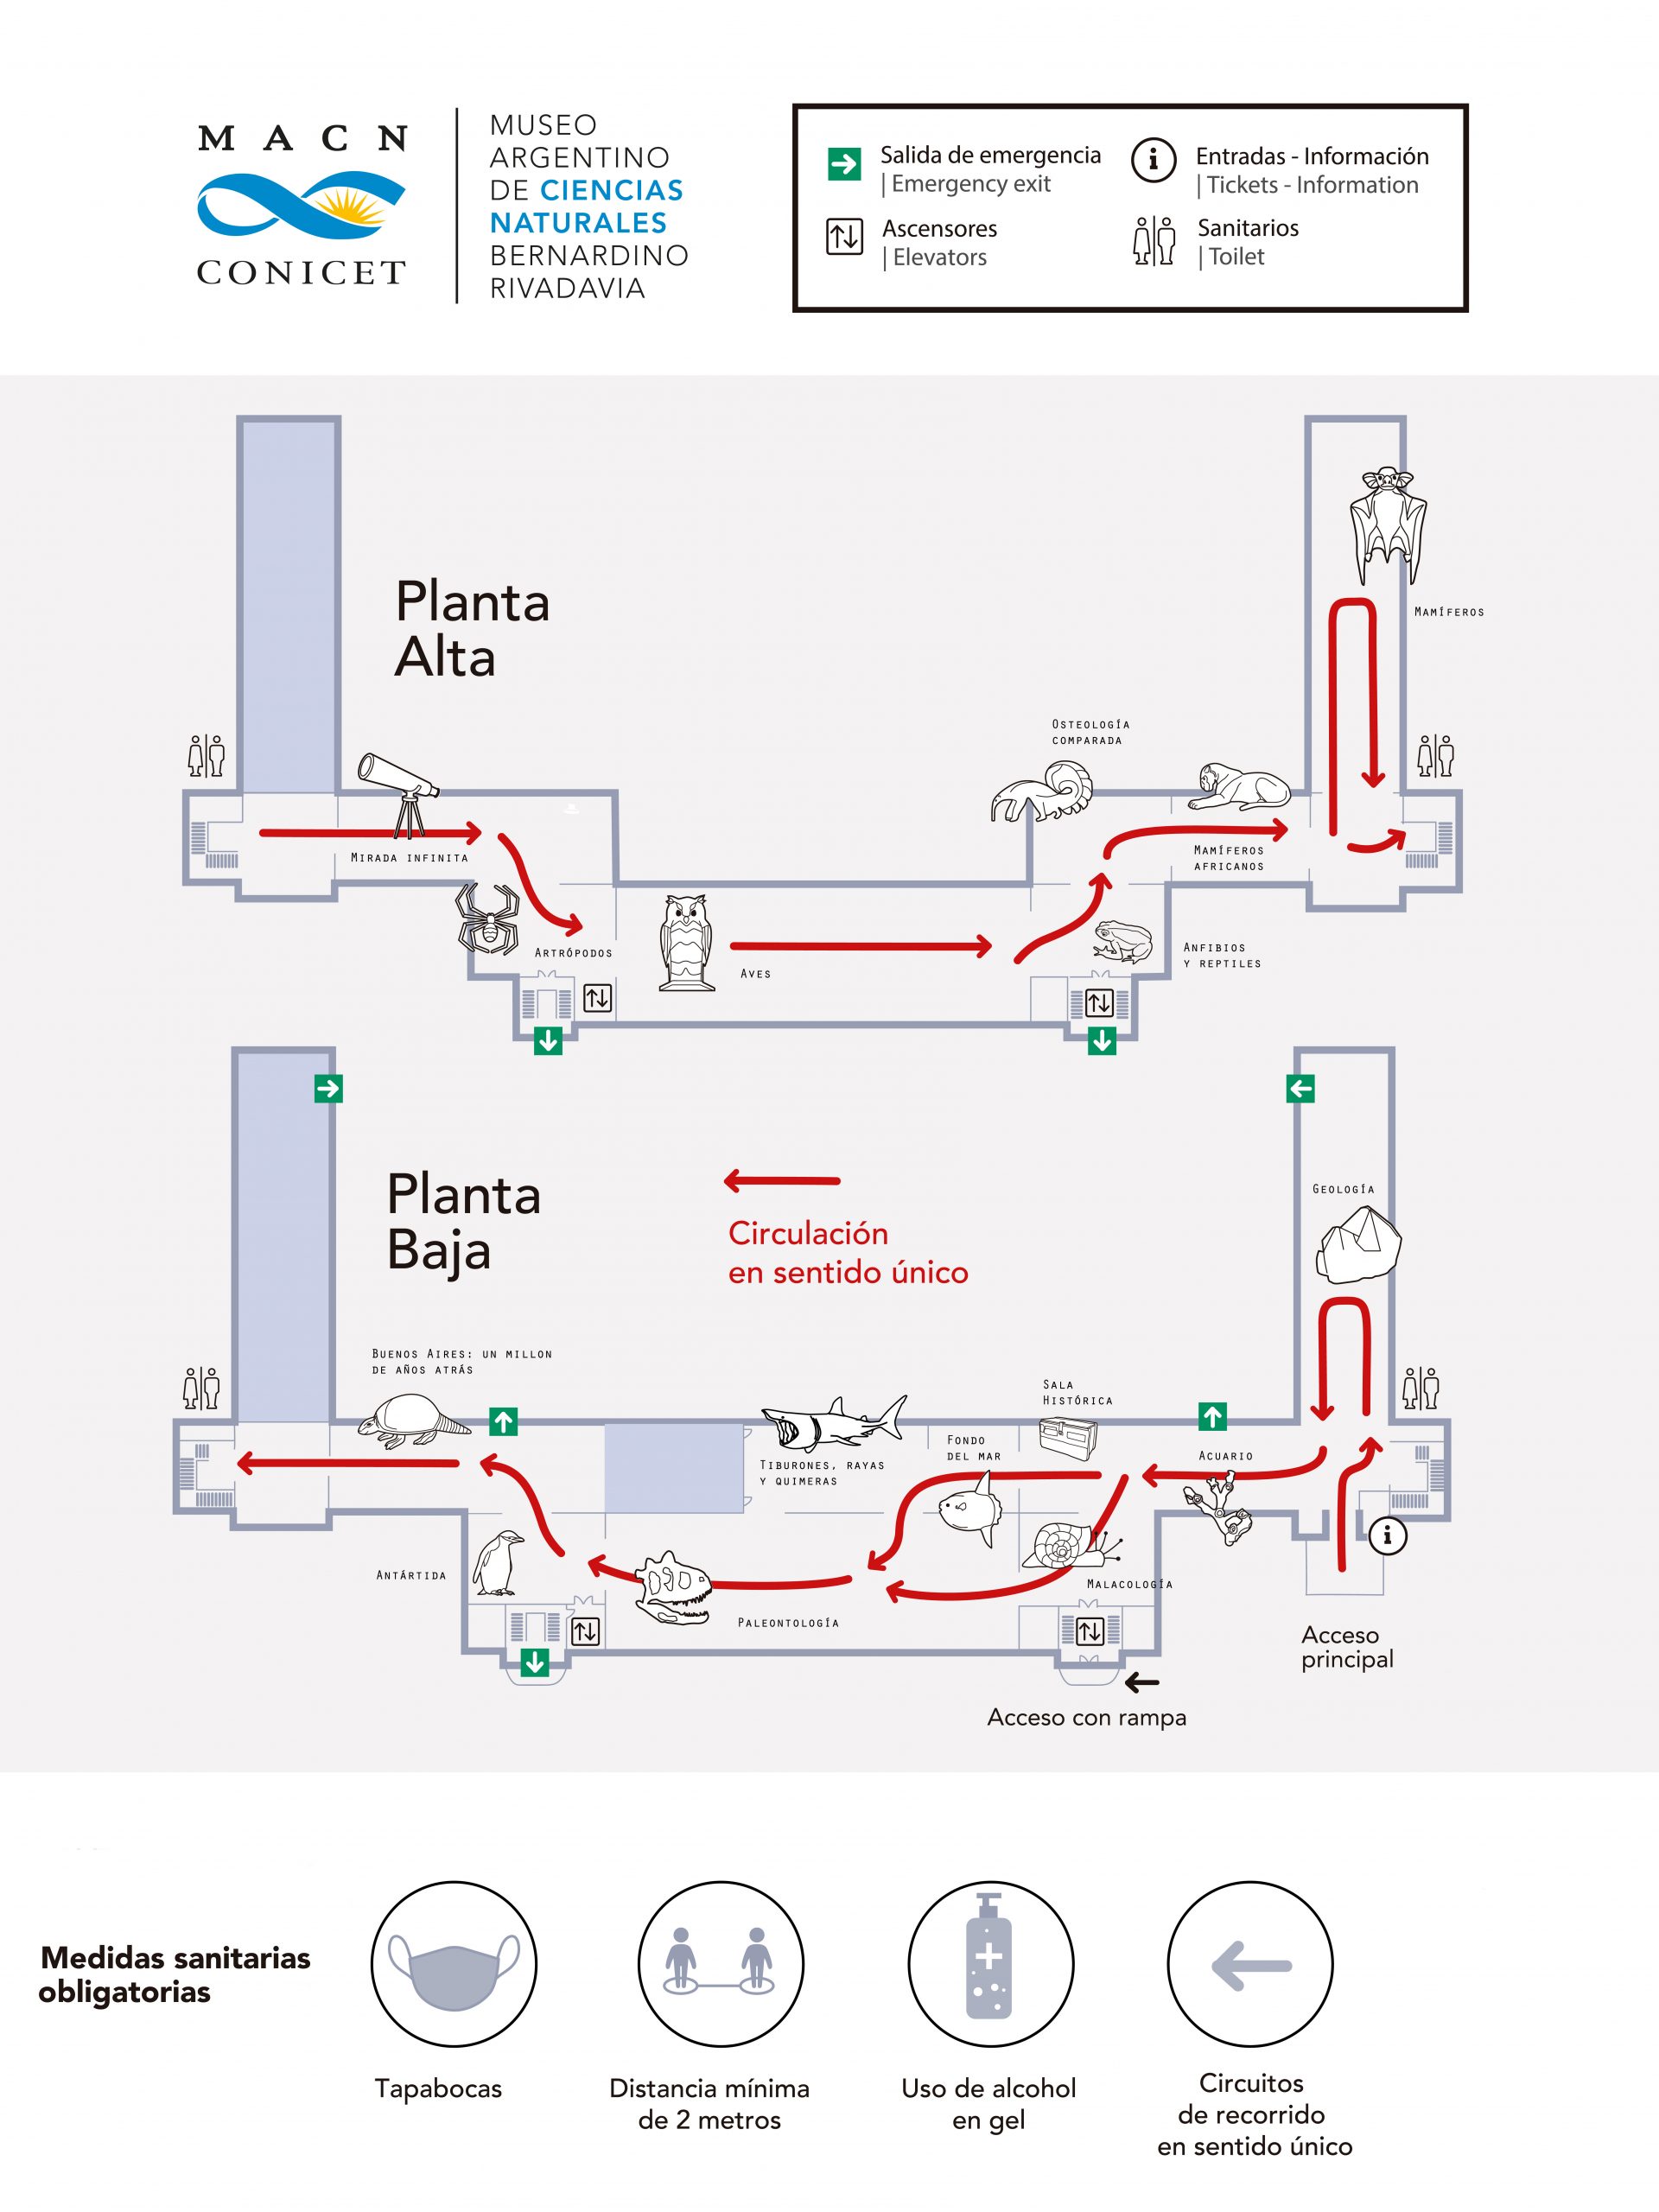 MACN
CONICET
MUSEO
ARGENTINO
DE CIENCIAS
NATURALES
BERNARDINO
RIVADAVIA
Salida de emergencia
| Emergency exit
Ascensores
| Elevators
i
Entradas - Información
| Tickets - Information
Sanitarios
| Toilet
Planta
Alta
MAMÍFEROS
OSTEOLOGÍA
COMPARADA
MIRADA INFINITA
MAMÍFEROS
AFRICANOS
ARTRÓPODOS
AVES
ANFIBIOS
Y REPTILES
Planta
Baja
Circulación
en sentido único
GEOLOGÍA
BUENOS AIRES: UN MILLON
DE AÑOS ATRÁS
SALA
HISTÓRICA
FONDO
DEL MAR
TIBURONES, RAYAS
Y QUIMERAS
ACUARIO
i
ANTÁRTIDA
MALACOLOGÍA
PALEONTOLOGÍA
Acceso
principal
Acceso con rampa
Medidas sanitarias
obligatorias
Tapabocas
Distancia mínima
de 2 metros
Uso de alcohol
en gel
Circuitos
de recorrido
en sentido único